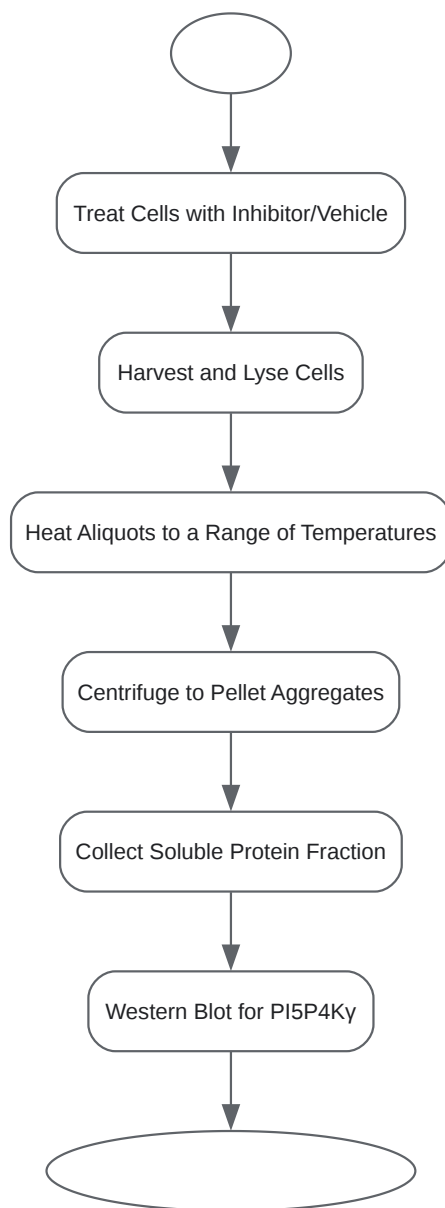 Treat Cells with Inhibitor/Vehicle
Harvest and Lyse Cells
Heat Aliquots to a Range of Temperatures
Centrifuge to Pellet Aggregates
Collect Soluble Protein Fraction
Western Blot for PI5P4Kγ